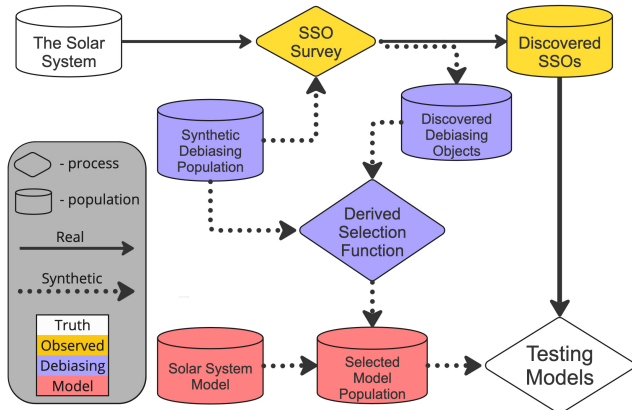 The Solar
System
SSO
Survey
Discovered
SSOs
Synthetic
Debiasing
Population
Discovered
Debiasing
Objects
- process
- population
Real
Synthetic
Truth
Observed
Debiasing
Model
Derived
Selection
Function
Solar System
Model
Selected
Model
Population
Testing
Models